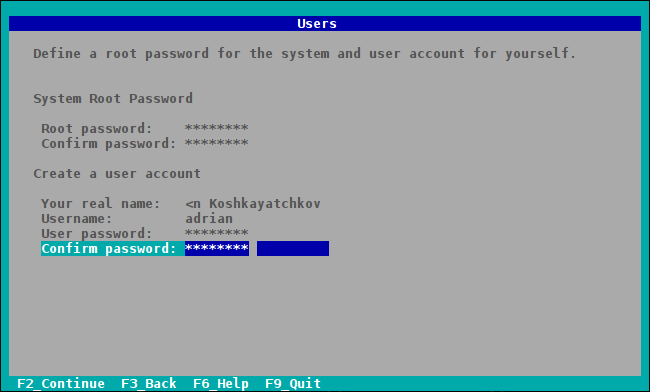 Users
Define a root password for the system and user account for yourself.
System Root Password
Root password: ********
Confirm password: ********
Create a user account
Your real name: <n Koshkayatchkov
Username: adrian
User password: ********
Confirm password: ********
F2_Continue F3_Back F6_Help F9_Quit